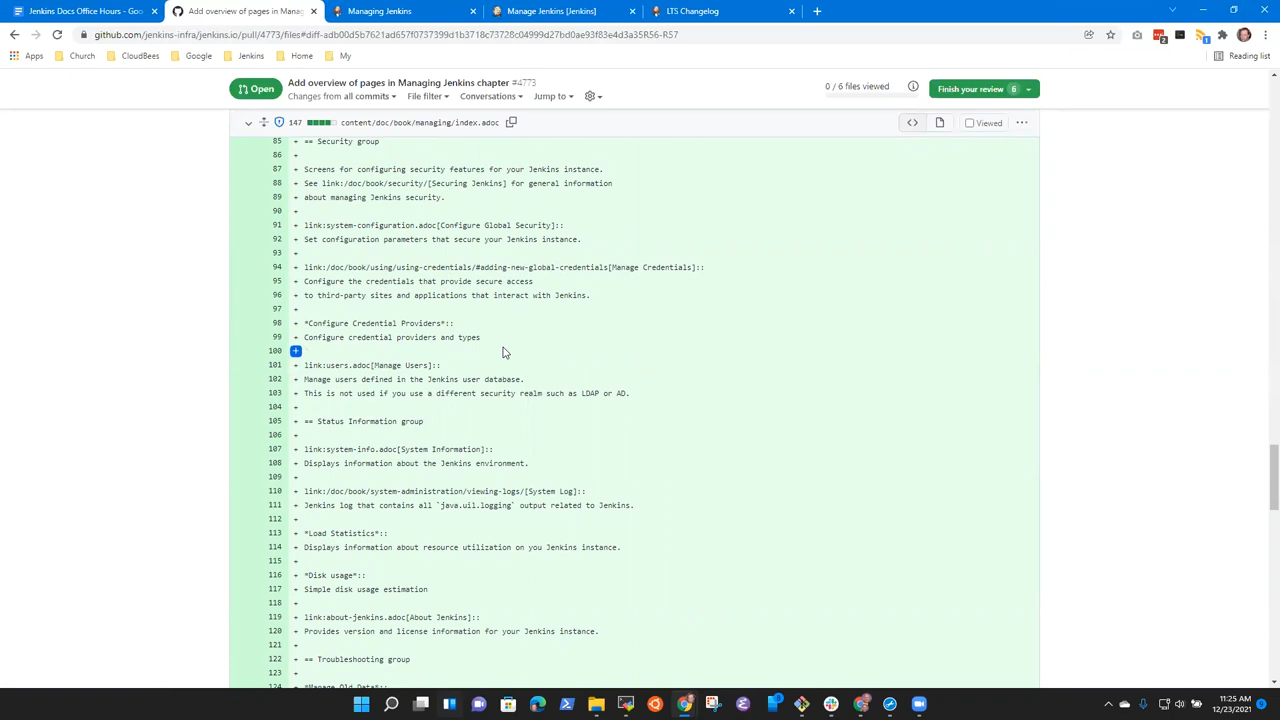 Jenkins Docs Office Hours - Goo
Add overview of pages in Manag
Managing Jenkins
Manage Jenkins [Jenkins]
LTS Changelog
github.com/jenkins-infra/jenkins.io/pull/4773/files#diff-adb00d5b7621ad657f0737399d1b3718c73728c04999d27bd0ae93f83e4d3a35R56-R57
Apps
Church
CloudBees
Google
Jenkins
Home
My
Reading list
Open
Add overview of pages in Managing Jenkins chapter #4773
Changes from all commits
File filter
Conversations
Jump to
0 / 6 files viewed
Finish your review 6
147 content/doc/book/managing/index.adoc
Viewed
85 + == Security group
86 +
87 + Screens for configuring security features for your Jenkins instance.
88 + See link:/doc/book/security/[Securing Jenkins] for general information
89 + about managing Jenkins security.
90 +
91 + link:system-configuration.adoc[Configure Global Security]::
92 + Set configuration parameters that secure your Jenkins instance.
93 +
94 + link:/doc/book/using/using-credentials/#adding-new-global-credentials[Manage Credentials]::
95 + Configure the credentials that provide secure access
96 + to third-party sites and applications that interact with Jenkins.
97 +
98 + *Configure Credential Providers*::
99 + Configure credential providers and types
100 +
101 + link:users.adoc[Manage Users]::
102 + Manage users defined in the Jenkins user database.
103 + This is not used if you use a different security realm such as LDAP or AD.
104 +
105 + == Status Information group
106 +
107 + link:system-info.adoc[System Information]::
108 + Displays information about the Jenkins environment.
109 +
110 + link:/doc/book/system-administration/viewing-logs/[System Log]::
111 + Jenkins log that contains all `java.uil.logging` output related to Jenkins.
112 +
113 + *Load Statistics*::
114 + Displays information about resource utilization on you Jenkins instance.
115 +
116 + *Disk usage*::
117 + Simple disk usage estimation
118 +
119 + link:about-jenkins.adoc[About Jenkins]::
120 + Provides version and license information for your Jenkins instance.
121 +
122 + == Troubleshooting group
123 +
124 + *Manage Old Data*::
11:25 AM
12/23/2021